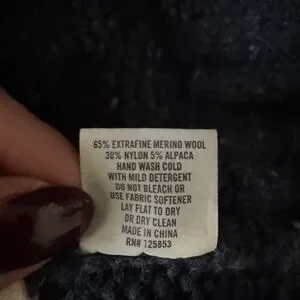 65% EXTRAFINE MERINO WOOL
30% NYLON 5% ALPACA
HAND WASH COLD
WITH MILD DETERGENT
DO NOT BLEACH OR
USE FABRIC SOFTENER
LAY FLAT TO DRY
OR DRY CLEAN
MADE IN CHINA
RN# 125853